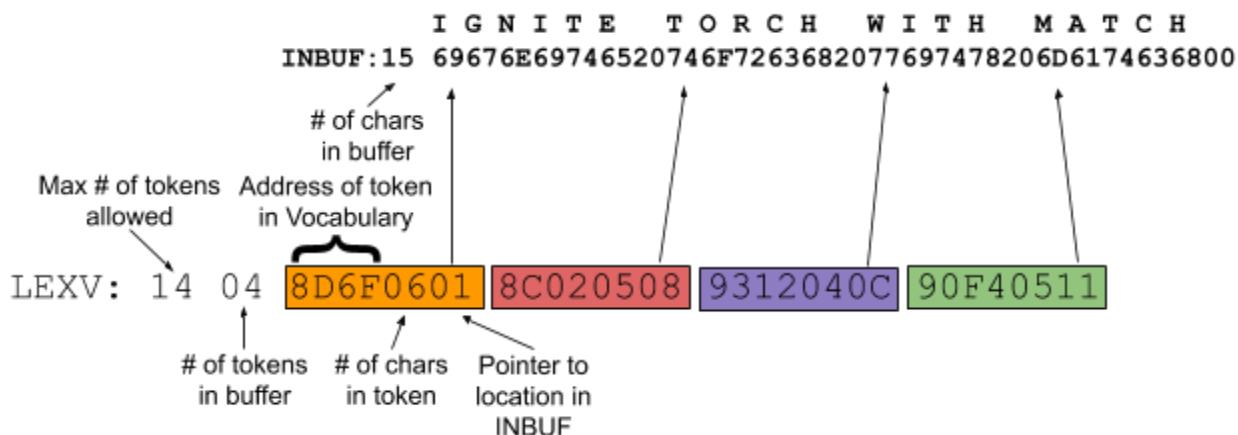 I G N I T E T O R C H W I T H M A T C H
INBUF:15 69676E69746520746F7263682077697478206D6174636800
# of chars
in buffer
Max # of tokens
allowed
Address of token
in Vocabulary
LEXV: 14 04 8D6F0601 8C020508 9312040C 90F40511
# of tokens
in buffer
# of chars
in token
Pointer to
location in
INBUF